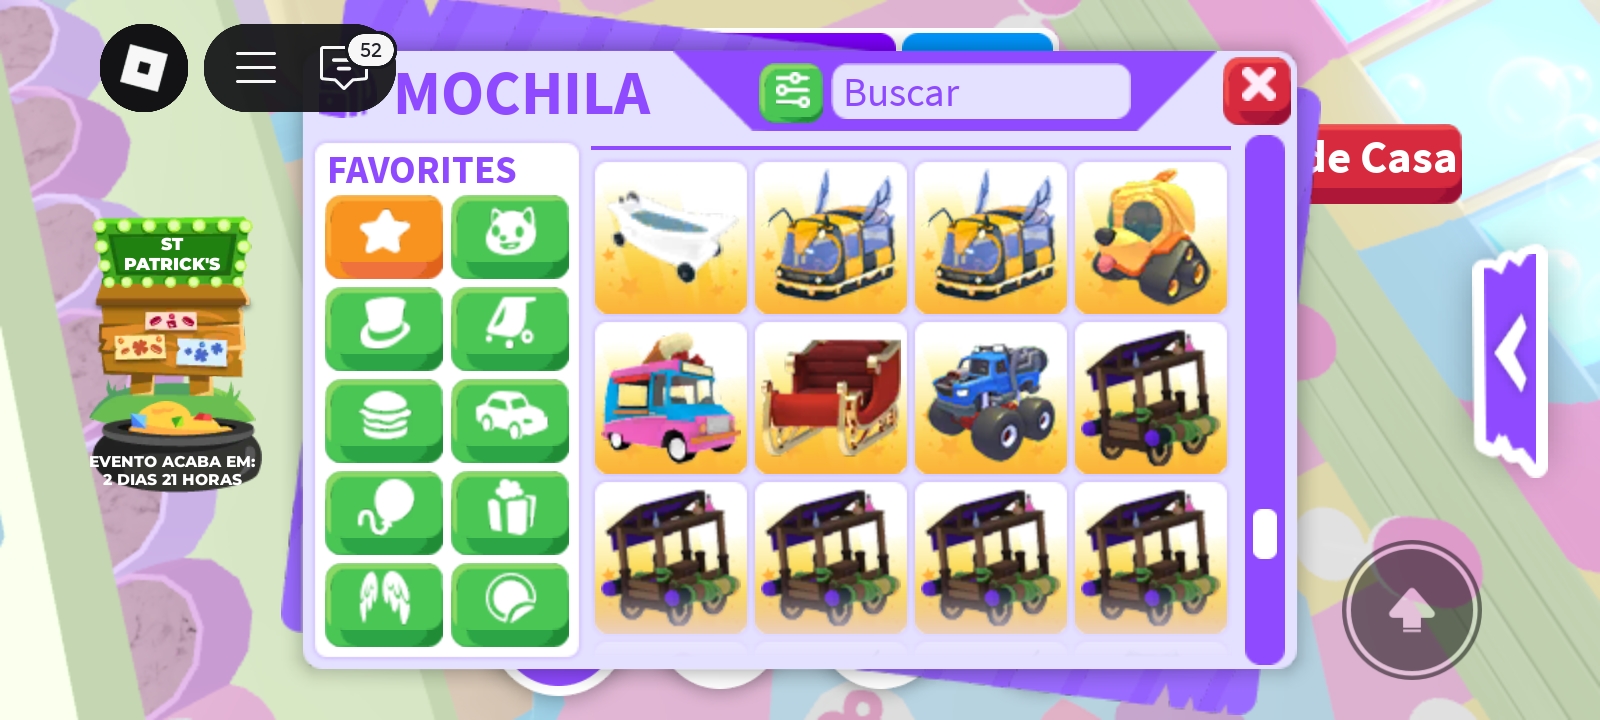 52
MOCHILA
Buscar
de Casa
FAVORITES
ST
PATRICK'S
EVENTO ACABA EM:
2 DIAS 21 HORAS